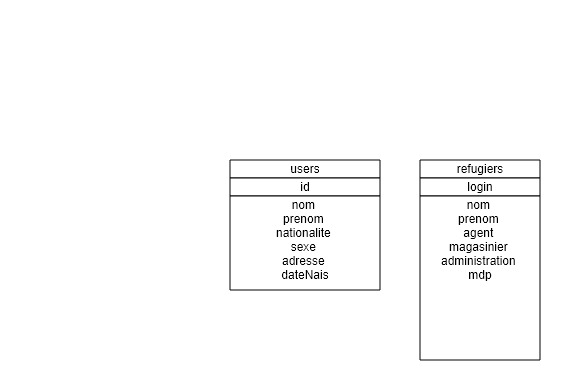 users
id
nom
prenom
nationalite
sexe
adresse
dateNais
refugiers
login
nom
prenom
agent
magasinier
administration
mdp